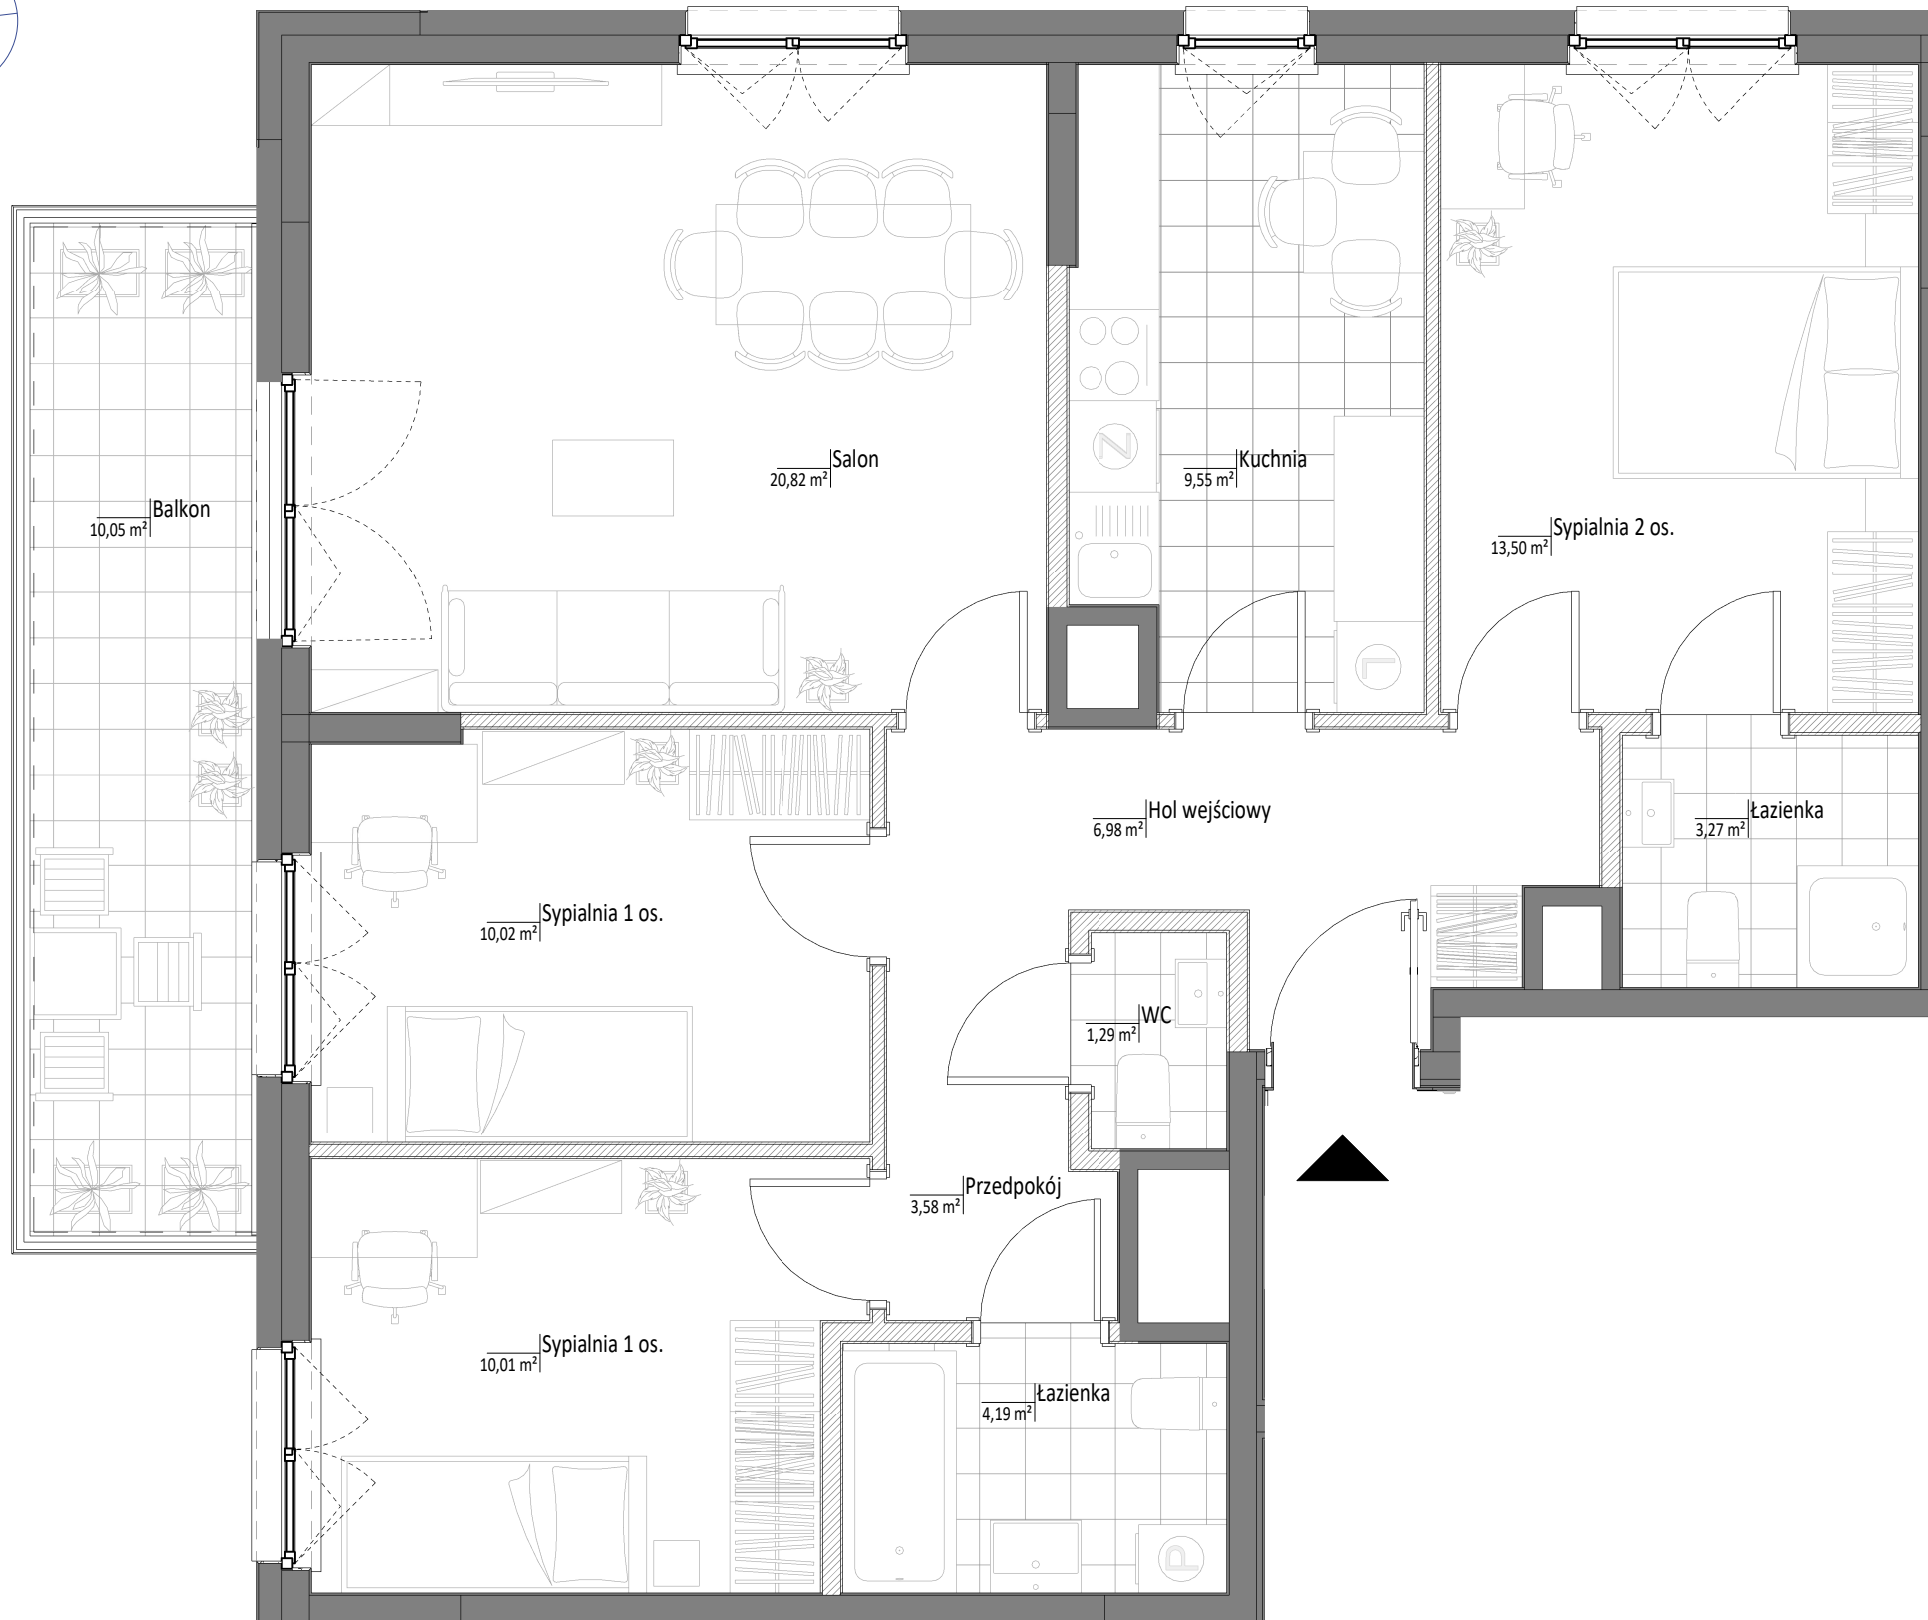 Salon
20,82 m²
Kuchnia
9,55 m²
Balkon
10,05 m²
Sypialnia 2 os.
13,50 m²
Z
L
Hol wejściowy
6,98 m²
Łazienka
3,27 m²
Sypialnia 1 os.
10,02 m²
WC
1,29 m²
Przedpokój
3,58 m²
Sypialnia 1 os.
10,01 m²
Łazienka
4,19 m²
P